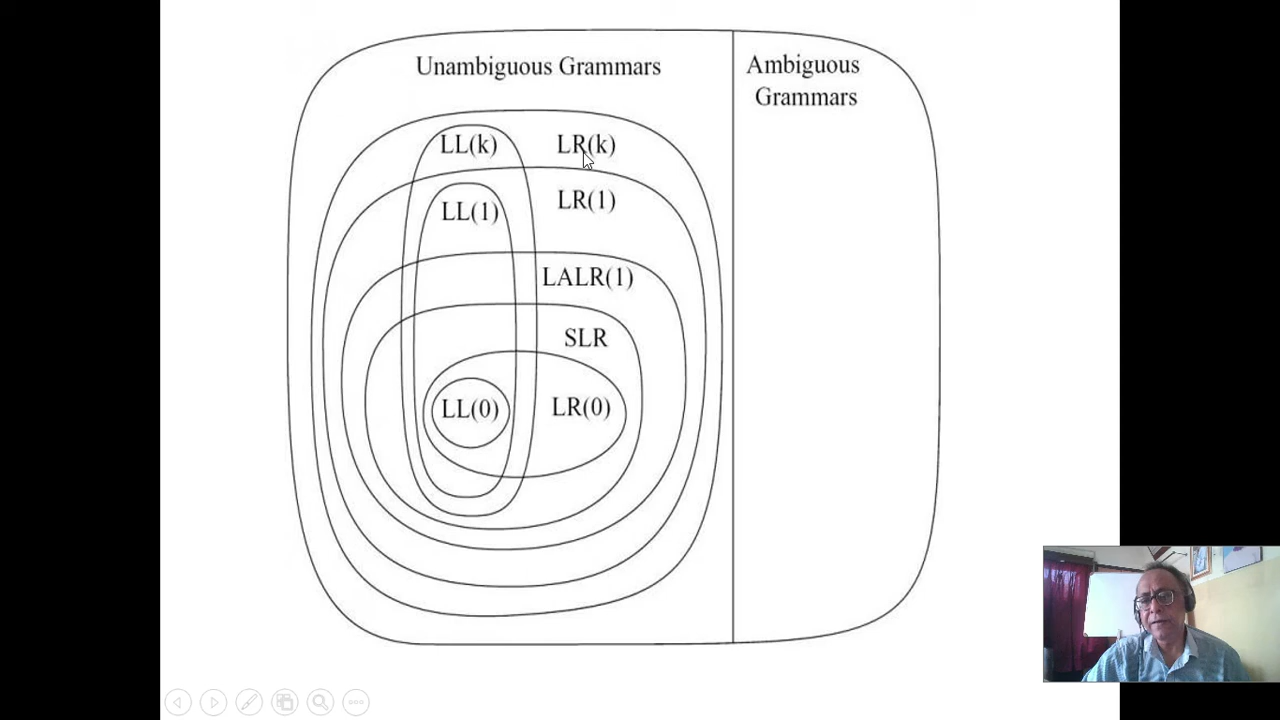 Unambiguous Grammars
Ambiguous
Grammars
LL(k)
LR(k)
LL(1)
LR(1)
LALR(1)
SLR
LL(0)
LR(0)